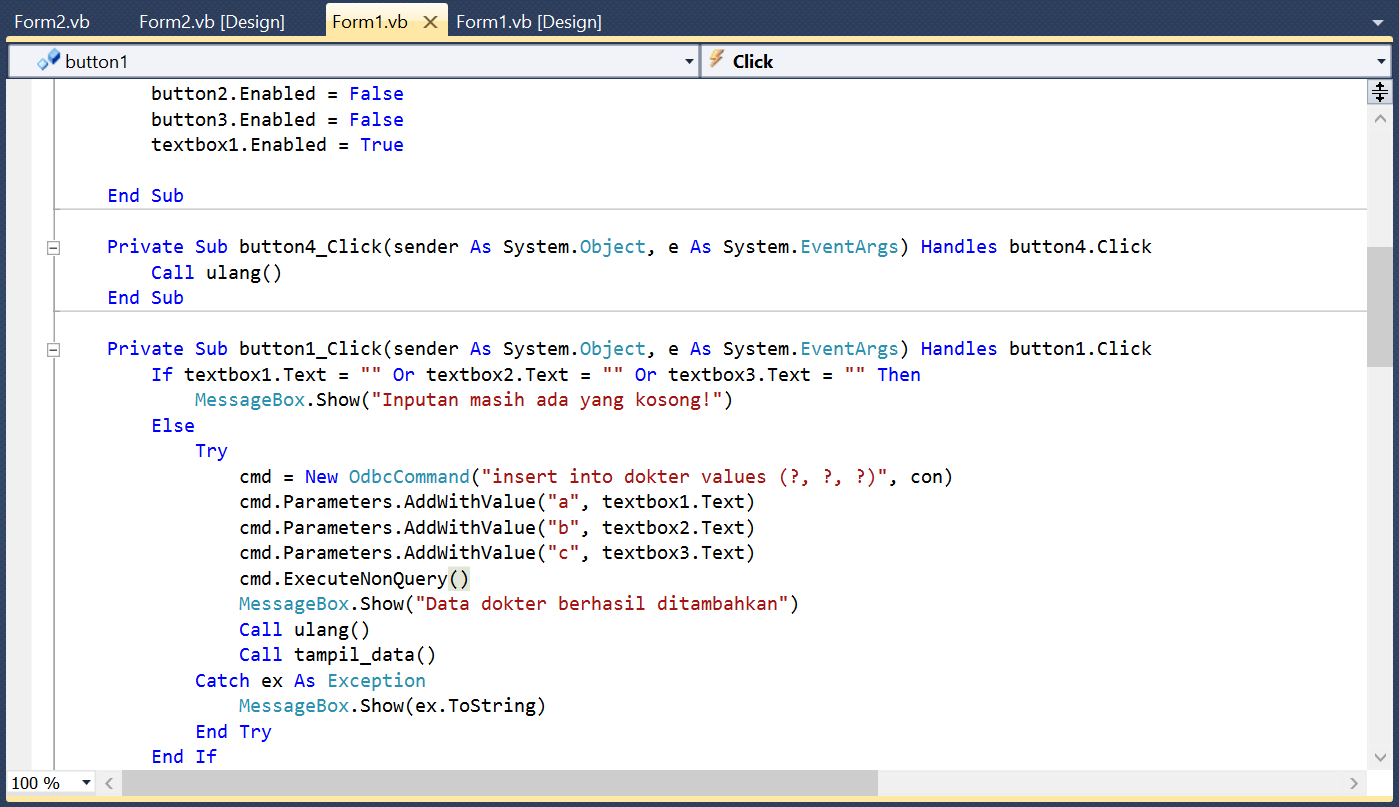 Form2.vb Form2.vb [Design] Form1.vb Form1.vb [Design]
button1 Click
button2.Enabled = False
button3.Enabled = False
textbox1.Enabled = True
End Sub
Private Sub button4_Click(sender As System.Object, e As System.EventArgs) Handles button4.Click
Call ulang()
End Sub
Private Sub button1_Click(sender As System.Object, e As System.EventArgs) Handles button1.Click
If textbox1.Text = "" Or textbox2.Text = "" Or textbox3.Text = "" Then
MessageBox.Show("Inputan masih ada yang kosong!")
Else
Try
cmd = New OdbcCommand("insert into dokter values (?, ?, ?)", con)
cmd.Parameters.AddWithValue("a", textbox1.Text)
cmd.Parameters.AddWithValue("b", textbox2.Text)
cmd.Parameters.AddWithValue("c", textbox3.Text)
cmd.ExecuteNonQuery()
MessageBox.Show("Data dokter berhasil ditambahkan")
Call ulang()
Call tampil_data()
Catch ex As Exception
MessageBox.Show(ex.ToString)
End Try
End If
100 %